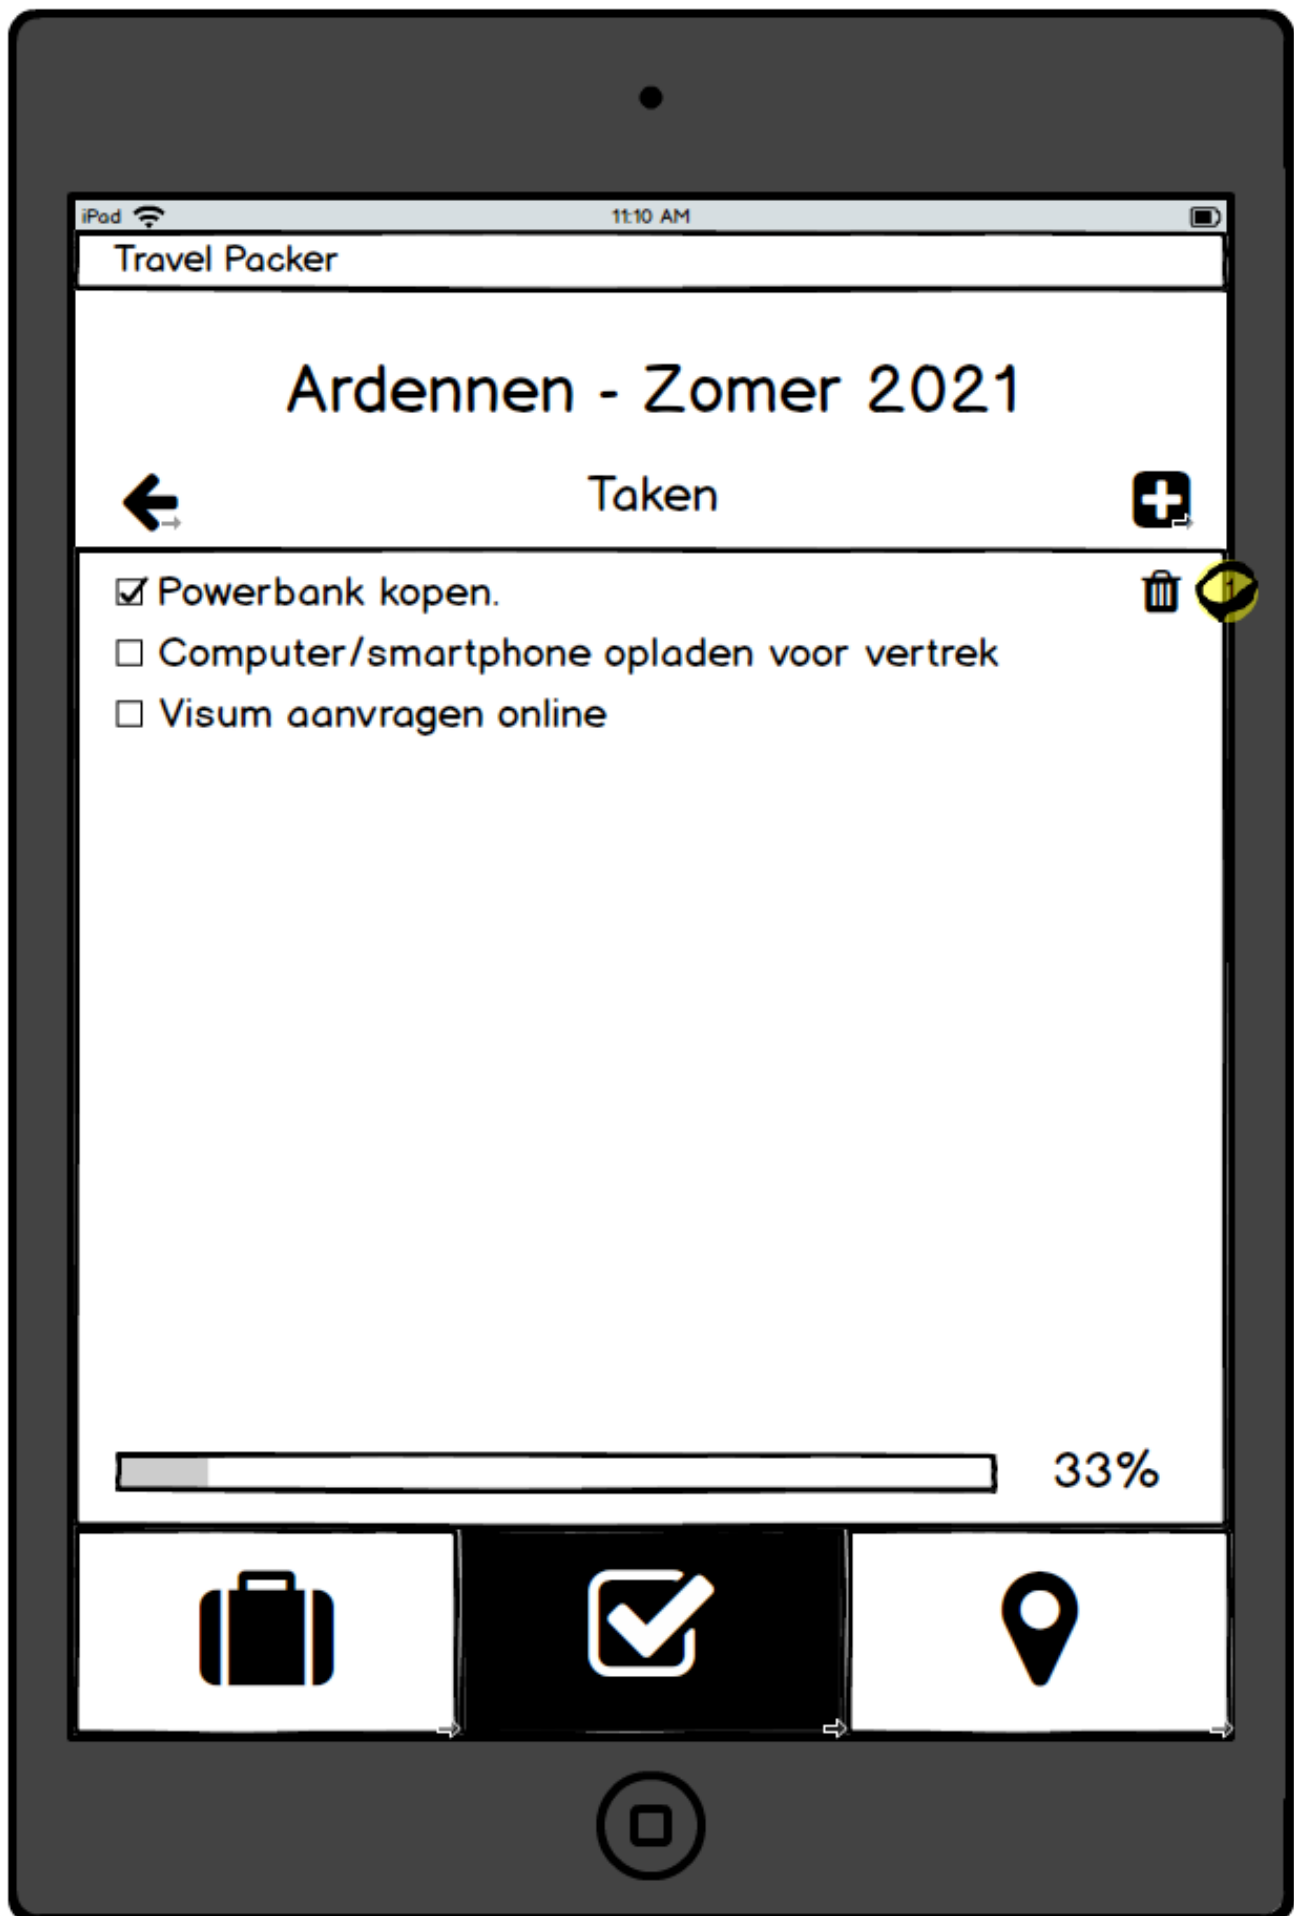 iPad
11:10 AM
Travel Packer
Ardennen - Zomer 2021
Taken
Powerbank kopen.
1
Computer/smartphone opladen voor vertrek
Visum aanvragen online
33%